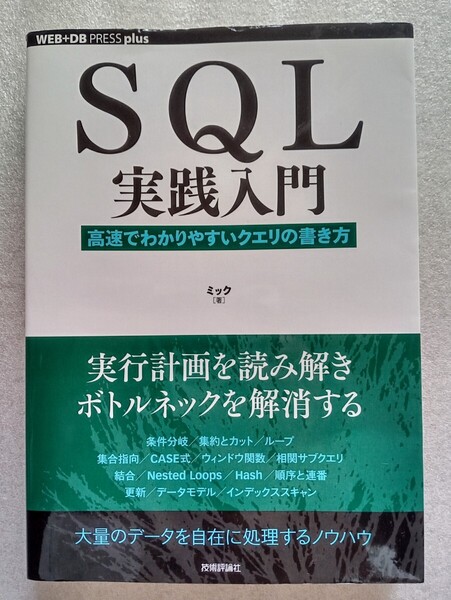 WEB+DB PRESS plus
SQL
実践入門
高速でわかりやすいクエリの書き方
ミック
[著]
実行計画を読み解き
ボトルネックを解消する
条件分岐／集約とカット／ループ
集合指向／CASE式／ウィンドウ関数／相関サブクエリ
結合／Nested Loops／Hash／順序と連番
更新／データモデル／インデックススキャン
大量のデータを自在に処理するノウハウ
技術評論社